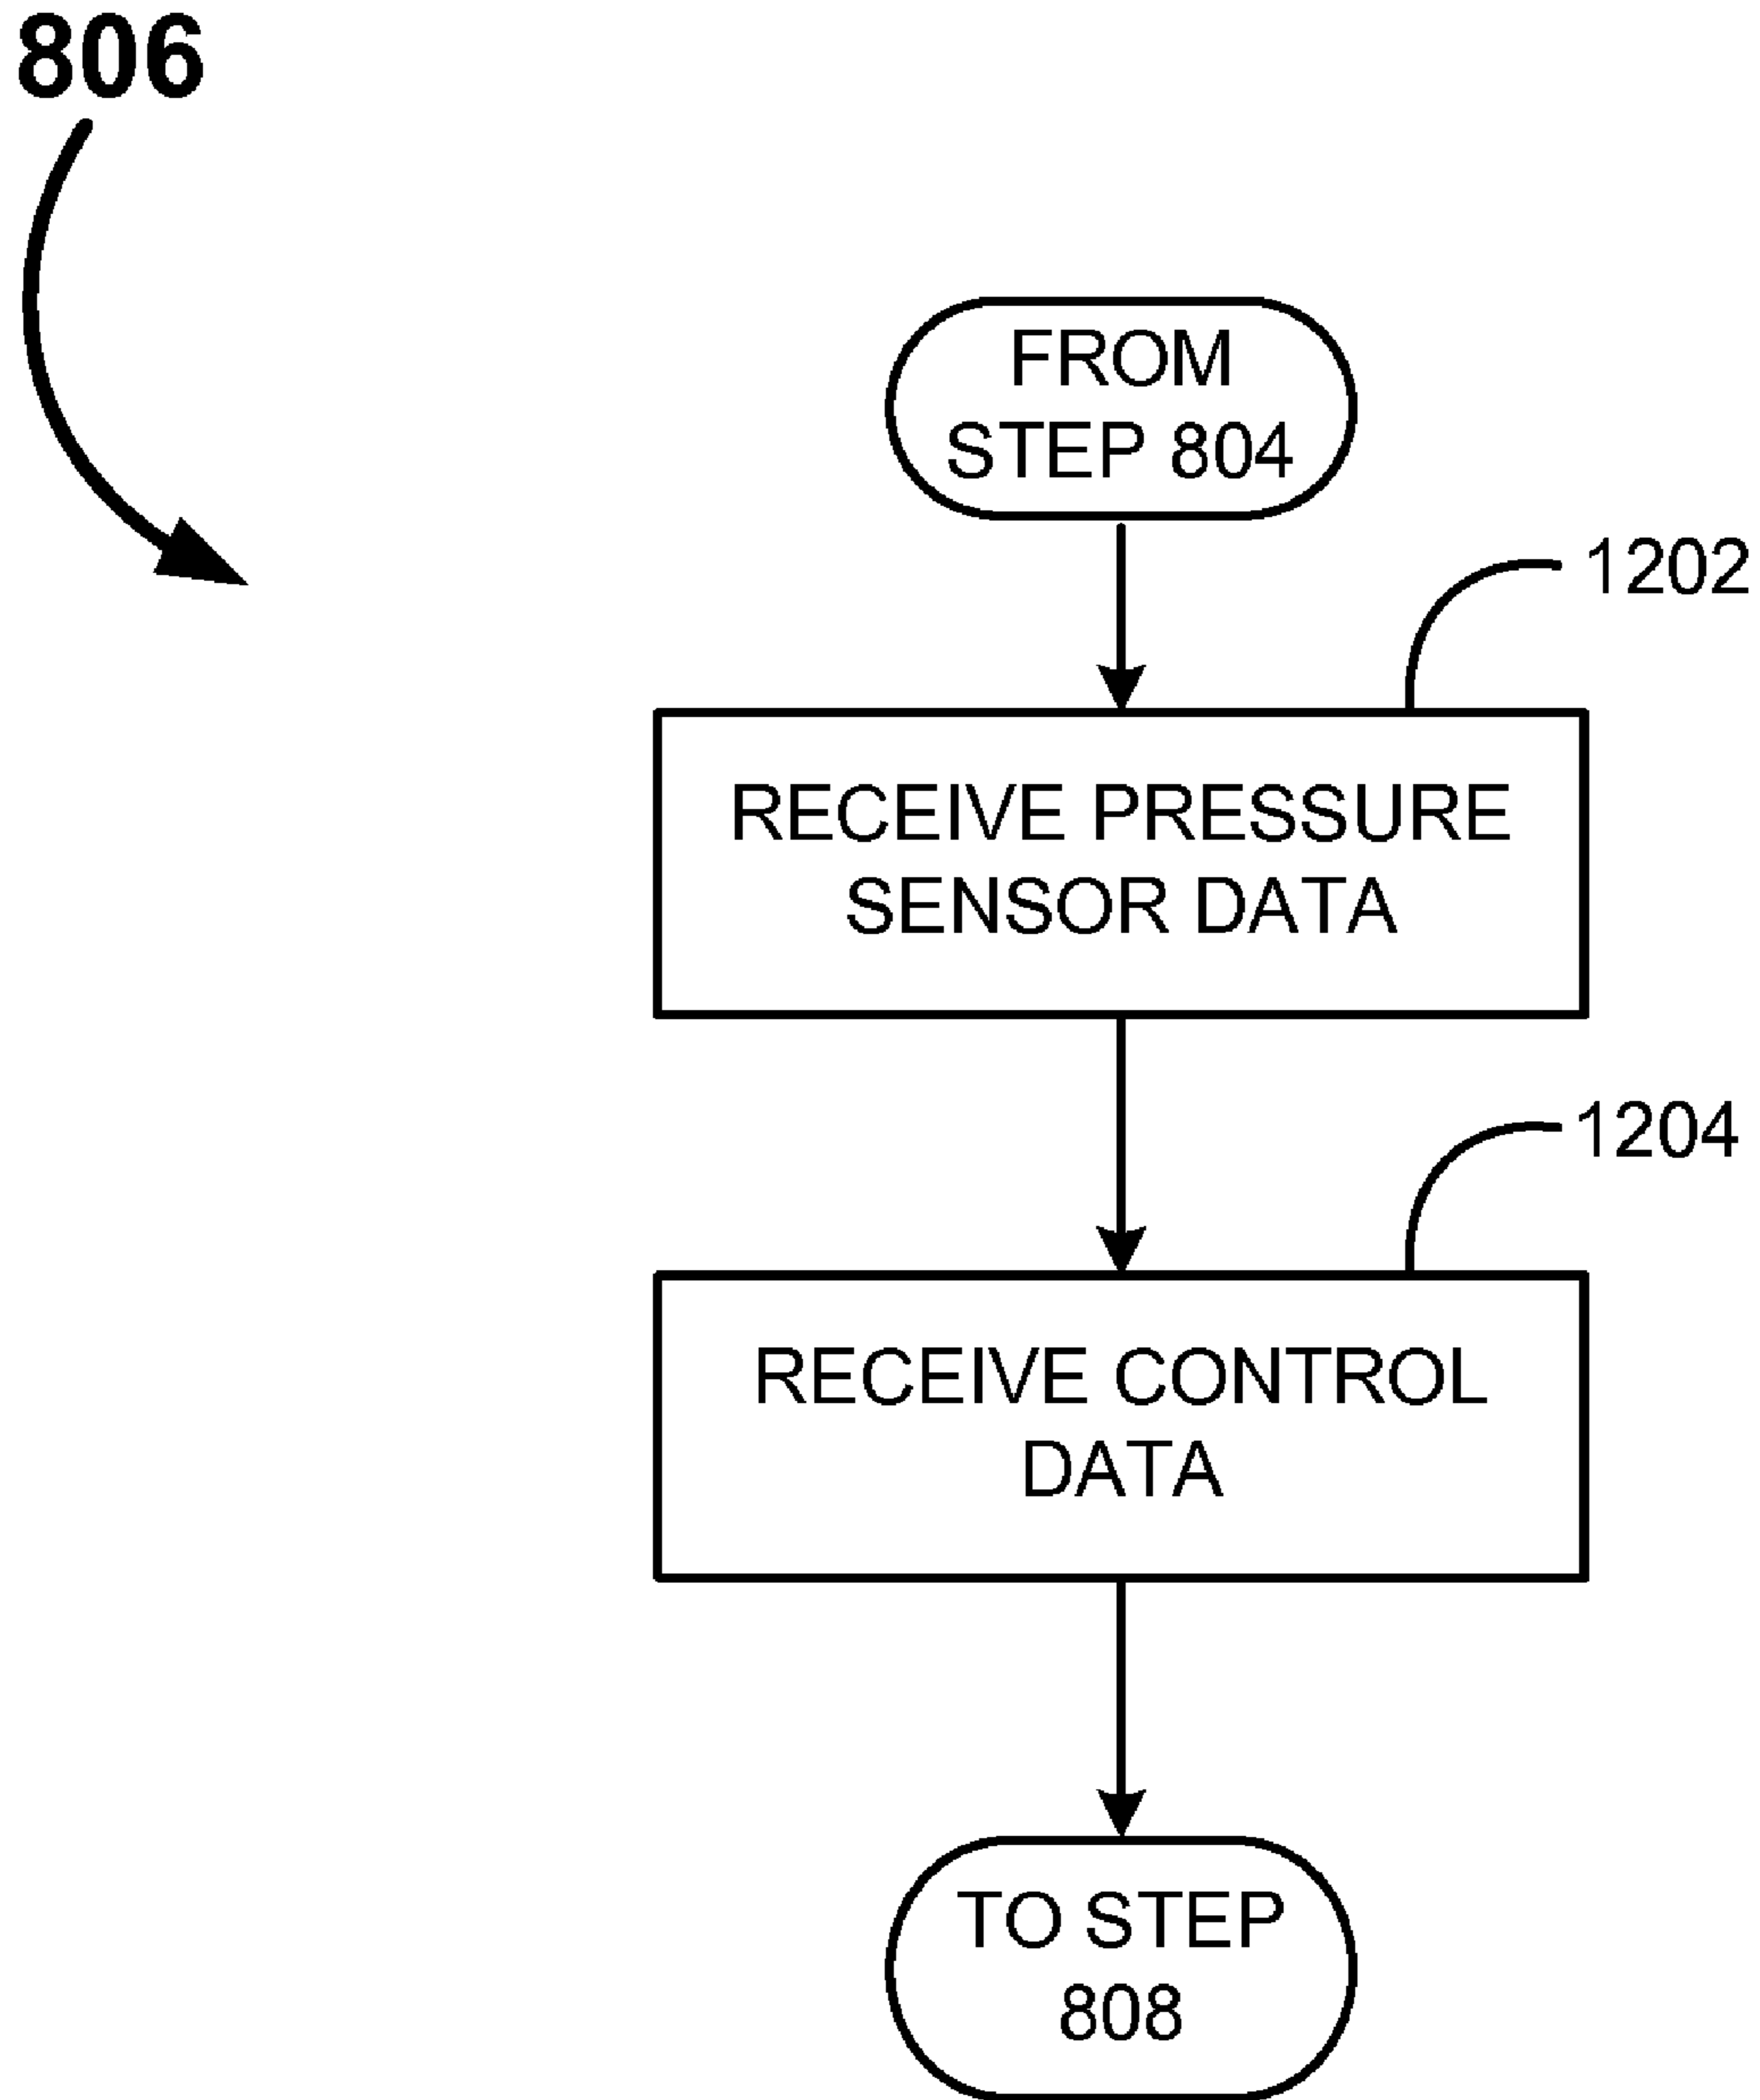 806
FROM
STEP 804
1202
RECEIVE PRESSURE
SENSOR DATA
1204
RECEIVE CONTROL
DATA
TO STEP
808